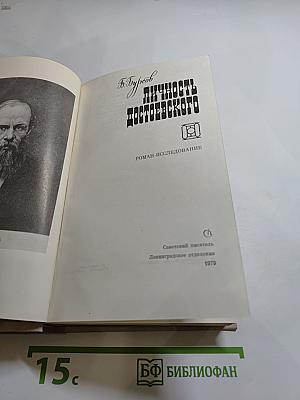 Б. Бурсов
ЛИЧНОСТЬ
ДОСТОЕВСКОГО
РОМАН-ИССЛЕДОВАНИЕ
Советский писатель
Ленинградское отделение
1979
15с
БФ БИБЛИОФАН